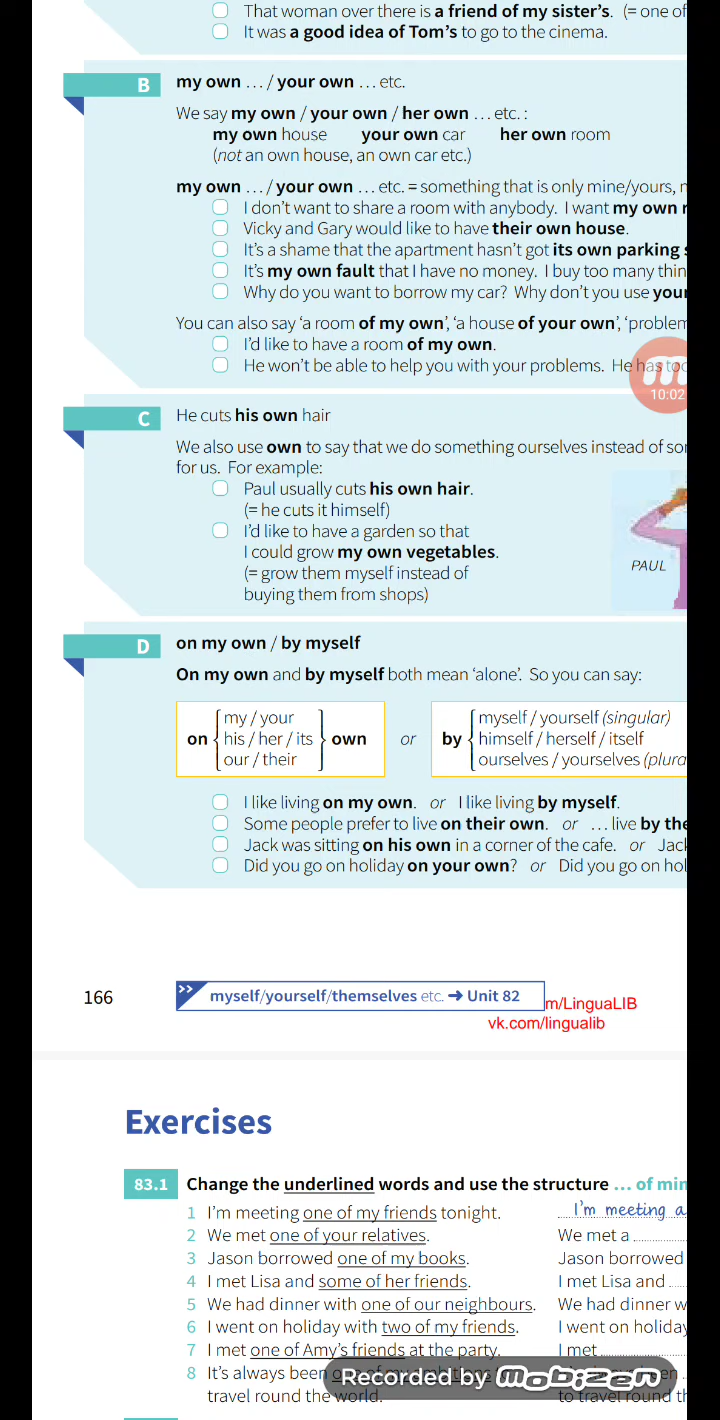 That woman over there is a friend of my sister's. (= one of
It was a good idea of Tom's to go to the cinema.
B my own … / your own … etc.
We say my own / your own / her own … etc. :
my own house your own car her own room
(not an own house, an own car etc.)
my own … / your own … etc. = something that is only mine/yours,
I don't want to share a room with anybody. I want my own
Vicky and Gary would like to have their own house.
It's a shame that the apartment hasn't got its own parking
It's my own fault that I have no money. I buy too many thin
Why do you want to borrow my car? Why don't you use your
You can also say 'a room of my own', 'a house of your own', 'problem
I'd like to have a room of my own.
He won't be able to help you with your problems. He has too
10:02
C He cuts his own hair
We also use own to say that we do something ourselves instead of so
for us. For example:
Paul usually cuts his own hair.
(= he cuts it himself)
I'd like to have a garden so that
I could grow my own vegetables.
(= grow them myself instead of
buying them from shops)
PAUL
D on my own / by myself
On my own and by myself both mean 'alone'. So you can say:
on my / your his / her / its our / their own or by myself / yourself (singular) himself / herself / itself ourselves / yourselves (plura
I like living on my own. or I like living by myself.
Some people prefer to live on their own. or … live by the
Jack was sitting on his own in a corner of the cafe. or Jack
Did you go on holiday on your own? or Did you go on hol
166 >> myself/yourself/themselves etc. ➜ Unit 82 m/LinguaLIB
vk.com/lingualib
Exercises
83.1 Change the underlined words and use the structure … of min
1 I'm meeting one of my friends tonight. I'm meeting a
2 We met one of your relatives. We met a
3 Jason borrowed one of my books. Jason borrowed
4 I met Lisa and some of her friends. I met Lisa and
5 We had dinner with one of our neighbours. We had dinner w
6 I went on holiday with two of my friends. I went on holiday
7 I met one of Amy's friends at the party. I met
8 It's always been
travel round the world. to travel round th
Recorded by mobizen